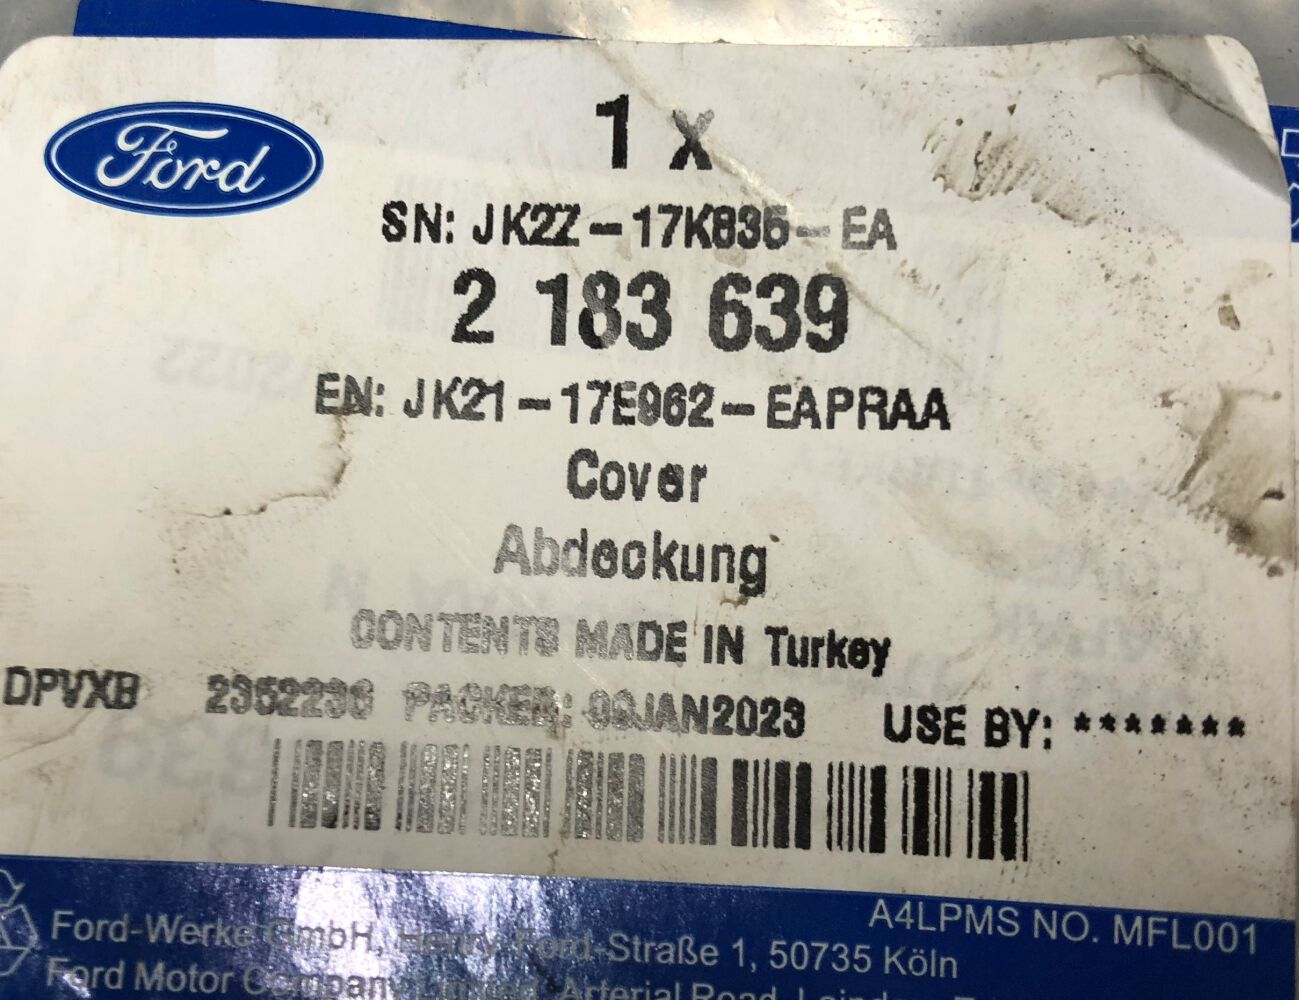 Ford
1 x
SN: JK2Z-17K835-EA
2 183 639
EN: JK21-17E962-EAPRAA
Cover
Abdeckung
CONTENTS MADE IN Turkey
DPVXB 2352236 PACKED: 09JAN2023 USE BY: *******
A4LPMS NO. MFL001
Ford-Werke GmbH, Henry-Ford-Straße 1, 50735 Köln
Ford Motor Company Limited, Arterial Road, Laindon,